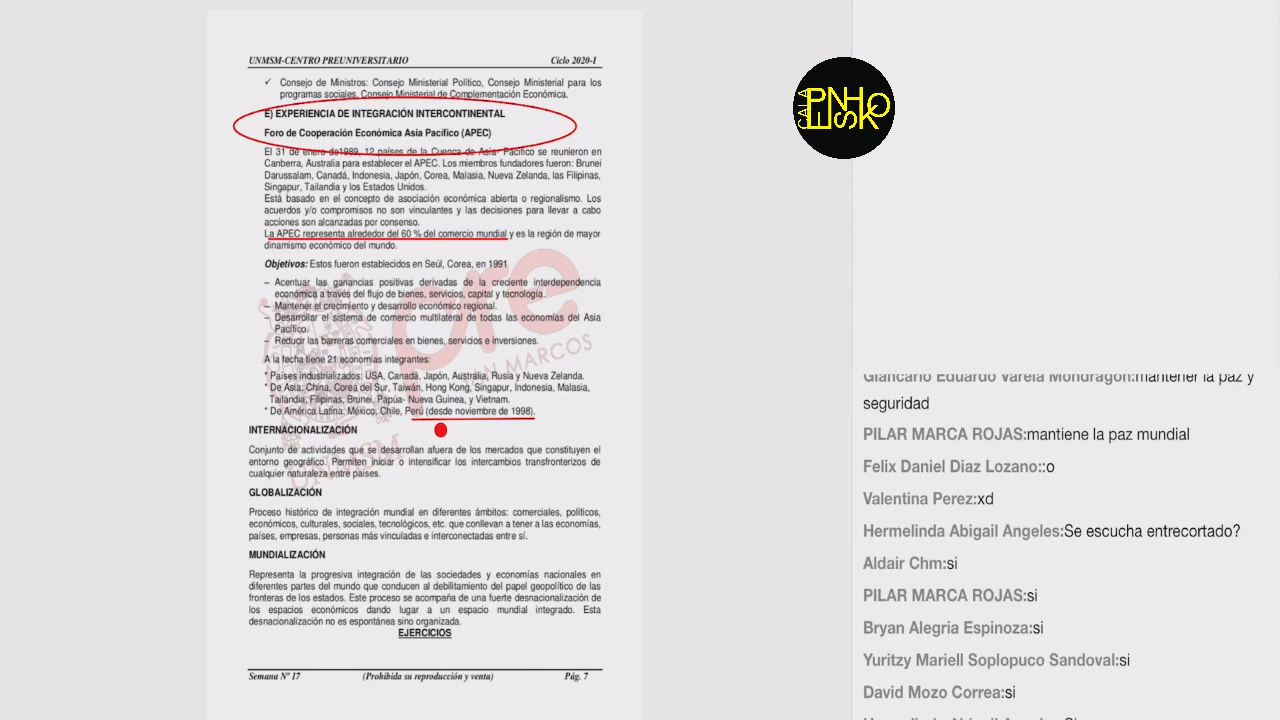 UNMSM-CENTRO PREUNIVERSITARIO Ciclo 2020-I
✓ Consejo de Ministros: Consejo Ministerial Político, Consejo Ministerial para los
programas sociales, Consejo Ministerial de Complementación Económica.
E) EXPERIENCIA DE INTEGRACIÓN INTERCONTINENTAL
Foro de Cooperación Económica Asia Pacífico (APEC)
El 31 de enero de1989, 12 países de la Cuenca de Asia- Pacífico se reunieron en
Canberra, Australia para establecer el APEC. Los miembros fundadores fueron: Brunei
Darussalam, Canadá, Indonesia, Japón, Corea, Malasia, Nueva Zelanda, las Filipinas,
Singapur, Tailandia y los Estados Unidos.
Está basado en el concepto de asociación económica abierta o regionalismo. Los
acuerdos y/o compromisos no son vinculantes y las decisiones para llevar a cabo
acciones son alcanzadas por consenso.
La APEC representa alrededor del 60 % del comercio mundial y es la región de mayor
dinamismo económico del mundo.
Objetivos: Estos fueron establecidos en Seúl, Corea, en 1991
– Acentuar las ganancias positivas derivadas de la creciente interdependencia
económica a través del flujo de bienes, servicios, capital y tecnología.
– Mantener el crecimiento y desarrollo económico regional.
– Desarrollar el sistema de comercio multilateral de todas las economías del Asia
Pacífico.
– Reducir las barreras comerciales en bienes, servicios e inversiones.
A la fecha tiene 21 economías integrantes:
* Países industrializados: USA, Canadá, Japón, Australia, Rusia y Nueva Zelanda.
* De Asia: China, Corea del Sur, Taiwán, Hong Kong, Singapur, Indonesia, Malasia,
Tailandia, Filipinas, Brunei, Papúa- Nueva Guinea, y Vietnam.
* De América Latina: México, Chile, Perú (desde noviembre de 1998).
INTERNACIONALIZACIÓN
Conjunto de actividades que se desarrollan afuera de los mercados que constituyen el
entorno geográfico. Permiten iniciar o intensificar los intercambios transfronterizos de
cualquier naturaleza entre países.
GLOBALIZACIÓN
Proceso histórico de integración mundial en diferentes ámbitos: comerciales, políticos,
económicos, culturales, sociales, tecnológicos, etc. que conllevan a tener a las economías,
países, empresas, personas más vinculadas e interconectadas entre sí.
MUNDIALIZACIÓN
Representa la progresiva integración de las sociedades y economías nacionales en
diferentes partes del mundo que conducen al debilitamiento del papel geopolítico de las
fronteras de los estados. Este proceso se acompaña de una fuerte desnacionalización de
los espacios económicos dando lugar a un espacio mundial integrado. Esta
desnacionalización no es espontánea sino organizada.
EJERCICIOS
Semana Nº 17 (Prohibida su reproducción y venta) Pág. 7
pre
SAN MARCOS
UNMSM
Giancarlo Eduardo Varela Mondragon:mantener la paz y
seguridad
PILAR MARCA ROJAS:mantiene la paz mundial
Felix Daniel Diaz Lozano::o
Valentina Perez:xd
Hermelinda Abigail Angeles:Se escucha entrecortado?
Aldair Chm:si
PILAR MARCA ROJAS:si
Bryan Alegria Espinoza:si
Yuritzy Mariell Soplopuco Sandoval:si
David Mozo Correa:si